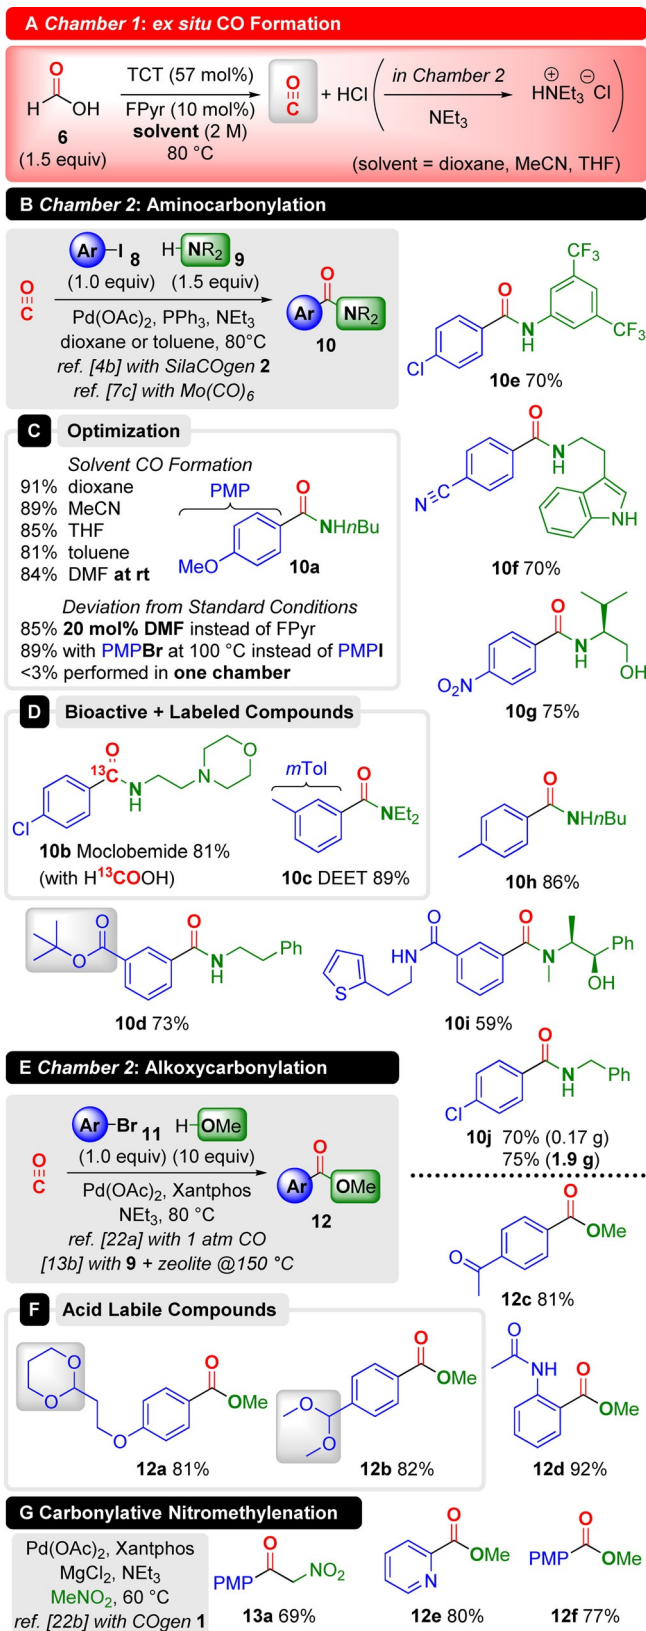 A Chamber 1: ex situ CO Formation
O
H OH
6
(1.5 equiv)
TCT (57 mol%)
FPyr (10 mol%)
solvent (2 M)
80 °C
O
C
+ HCl
in Chamber 2
NEt3
⊕ ⊖
HNEt3 Cl
(solvent = dioxane, MeCN, THF)
B Chamber 2: Aminocarbonylation
O
C
Ar I 8 H NR2 9
(1.0 equiv) (1.5 equiv)
Pd(OAc)2, PPh3, NEt3
dioxane or toluene, 80°C
ref. [4b] with SilaCOgen 2
ref. [7c] with Mo(CO)6
O
Ar NR2
10
CF3
O
N
H
CF3
Cl
10e 70%
C Optimization
Solvent CO Formation
91% dioxane
89% MeCN
85% THF
81% toluene
84% DMF at rt
PMP
O
NHnBu
MeO
10a
Deviation from Standard Conditions
85% 20 mol% DMF instead of FPyr
89% with PMPBr at 100 °C instead of PMPI
<3% performed in one chamber
O
N
H
N
NH
10f 70%
O
N
H
OH
O2N
10g 75%
D Bioactive + Labeled Compounds
O
13C
N
H
N
O
Cl
10b Moclobemide 81%
(with H13COOH)
mTol
O
NEt2
10c DEET 89%
O
NHnBu
10h 86%
O
O
O
N
H
Ph
10d 73%
O
HN
S
O
N
Ph
OH
10i 59%
E Chamber 2: Alkoxycarbonylation
O
N
H
Ph
Cl
10j 70% (0.17 g)
75% (1.9 g)
O
C
Ar Br 11 H OMe
(1.0 equiv) (10 equiv)
Pd(OAc)2, Xantphos
NEt3, 80 °C
ref. [22a] with 1 atm CO
[13b] with 9 + zeolite @150 °C
O
Ar OMe
12
O
OMe
O
12c 81%
F Acid Labile Compounds
O
O
O
O
OMe
12a 81%
O
OMe
O
O
12b 82%
O
NH
O
OMe
12d 92%
G Carbonylative Nitromethylenation
Pd(OAc)2, Xantphos
MgCl2, NEt3
MeNO2, 60 °C
ref. [22b] with COgen 1
O
PMP NO2
13a 69%
O
OMe
N
12e 80%
O
PMP OMe
12f 77%